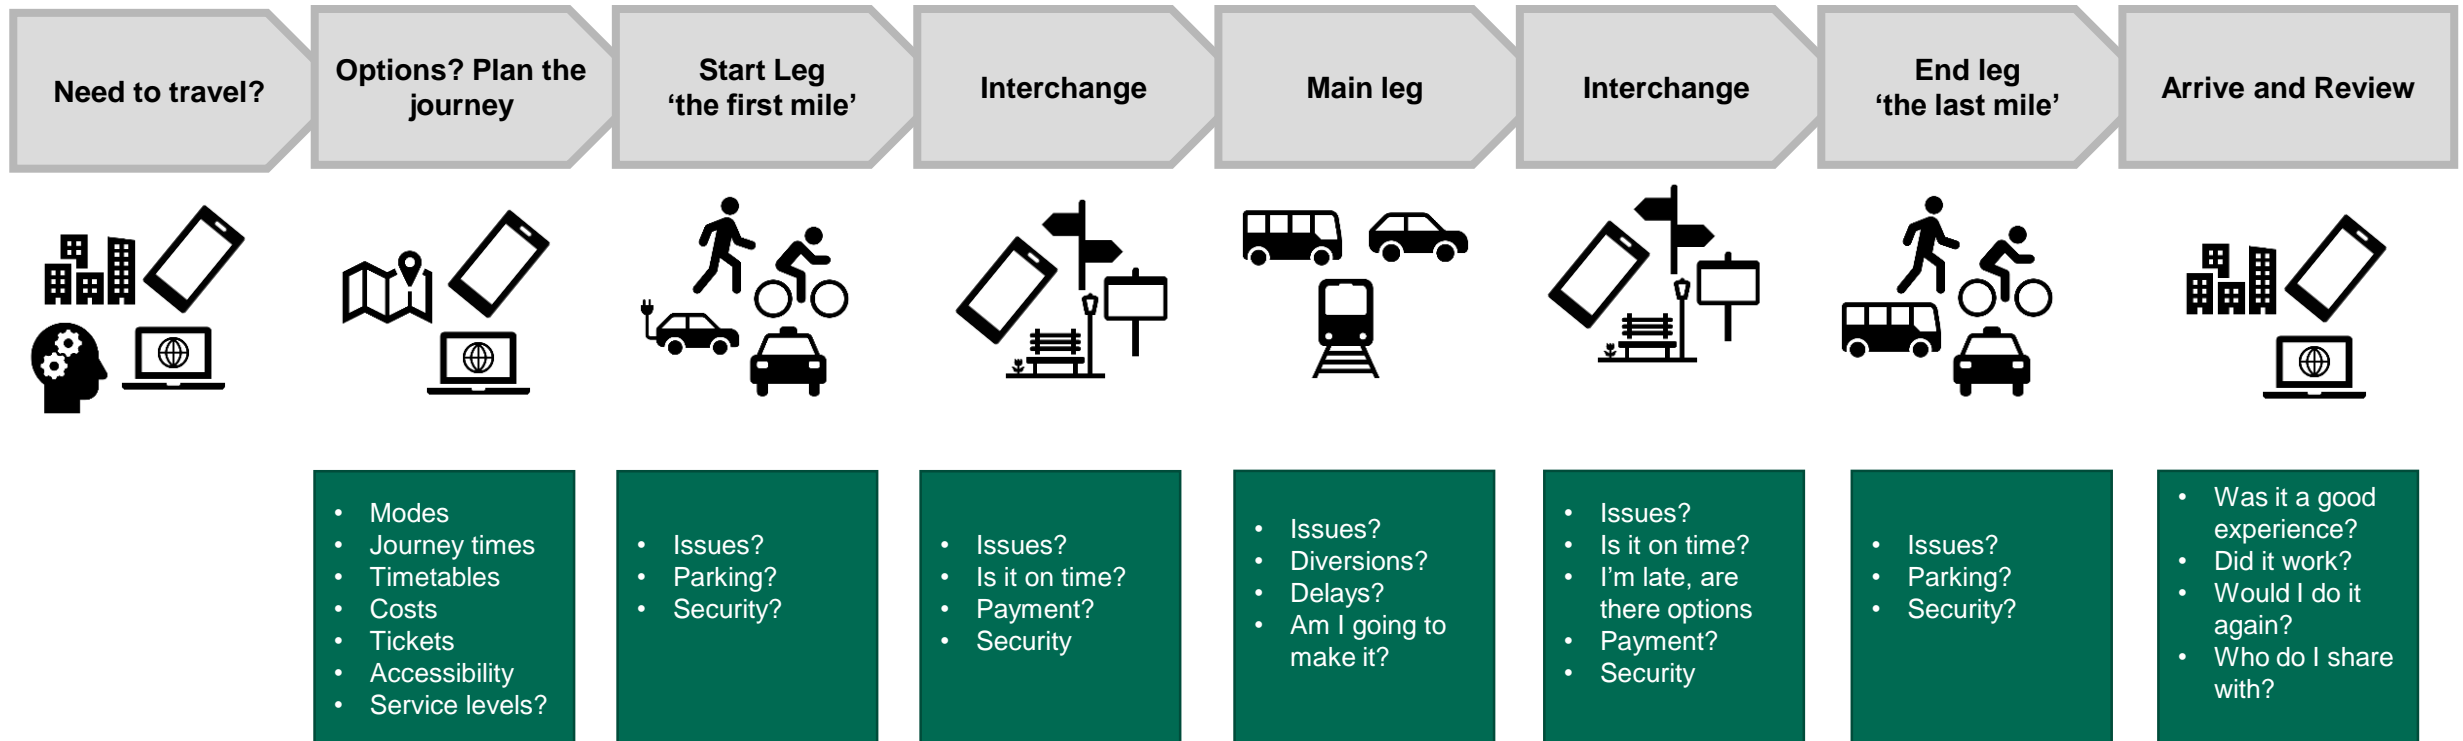 Need to travel?
Options? Plan the
journey
Start Leg
‘the first mile’
Interchange
Main leg
Interchange
End leg
‘the last mile’
Arrive and Review
• Modes
• Journey times
• Timetables
• Costs
• Tickets
• Accessibility
• Service levels?
• Issues?
• Parking?
• Security?
• Issues?
• Is it on time?
• Payment?
• Security
• Issues?
• Diversions?
• Delays?
• Am I going to
make it?
• Issues?
• Is it on time?
• I’m late, are
there options
• Payment?
• Security
• Issues?
• Parking?
• Security?
• Was it a good
experience?
• Did it work?
• Would I do it
again?
• Who do I share
with?